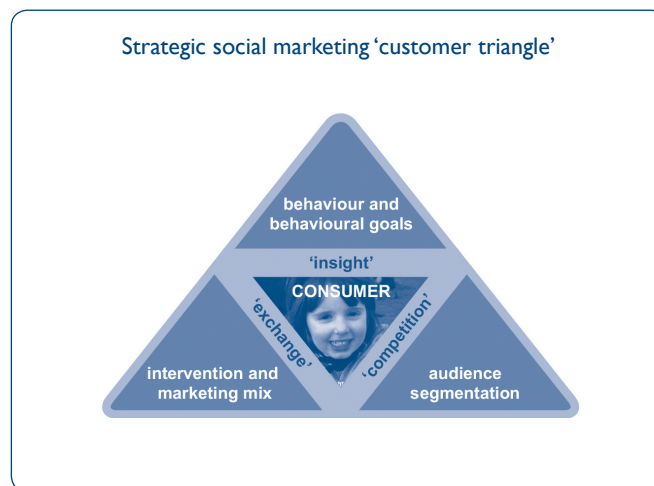 Strategic social marketing ‘customer triangle’
behaviour and
behavioural goals
‘insight’
CONSUMER
‘exchange’
‘competition’
intervention and
marketing mix
audience
segmentation